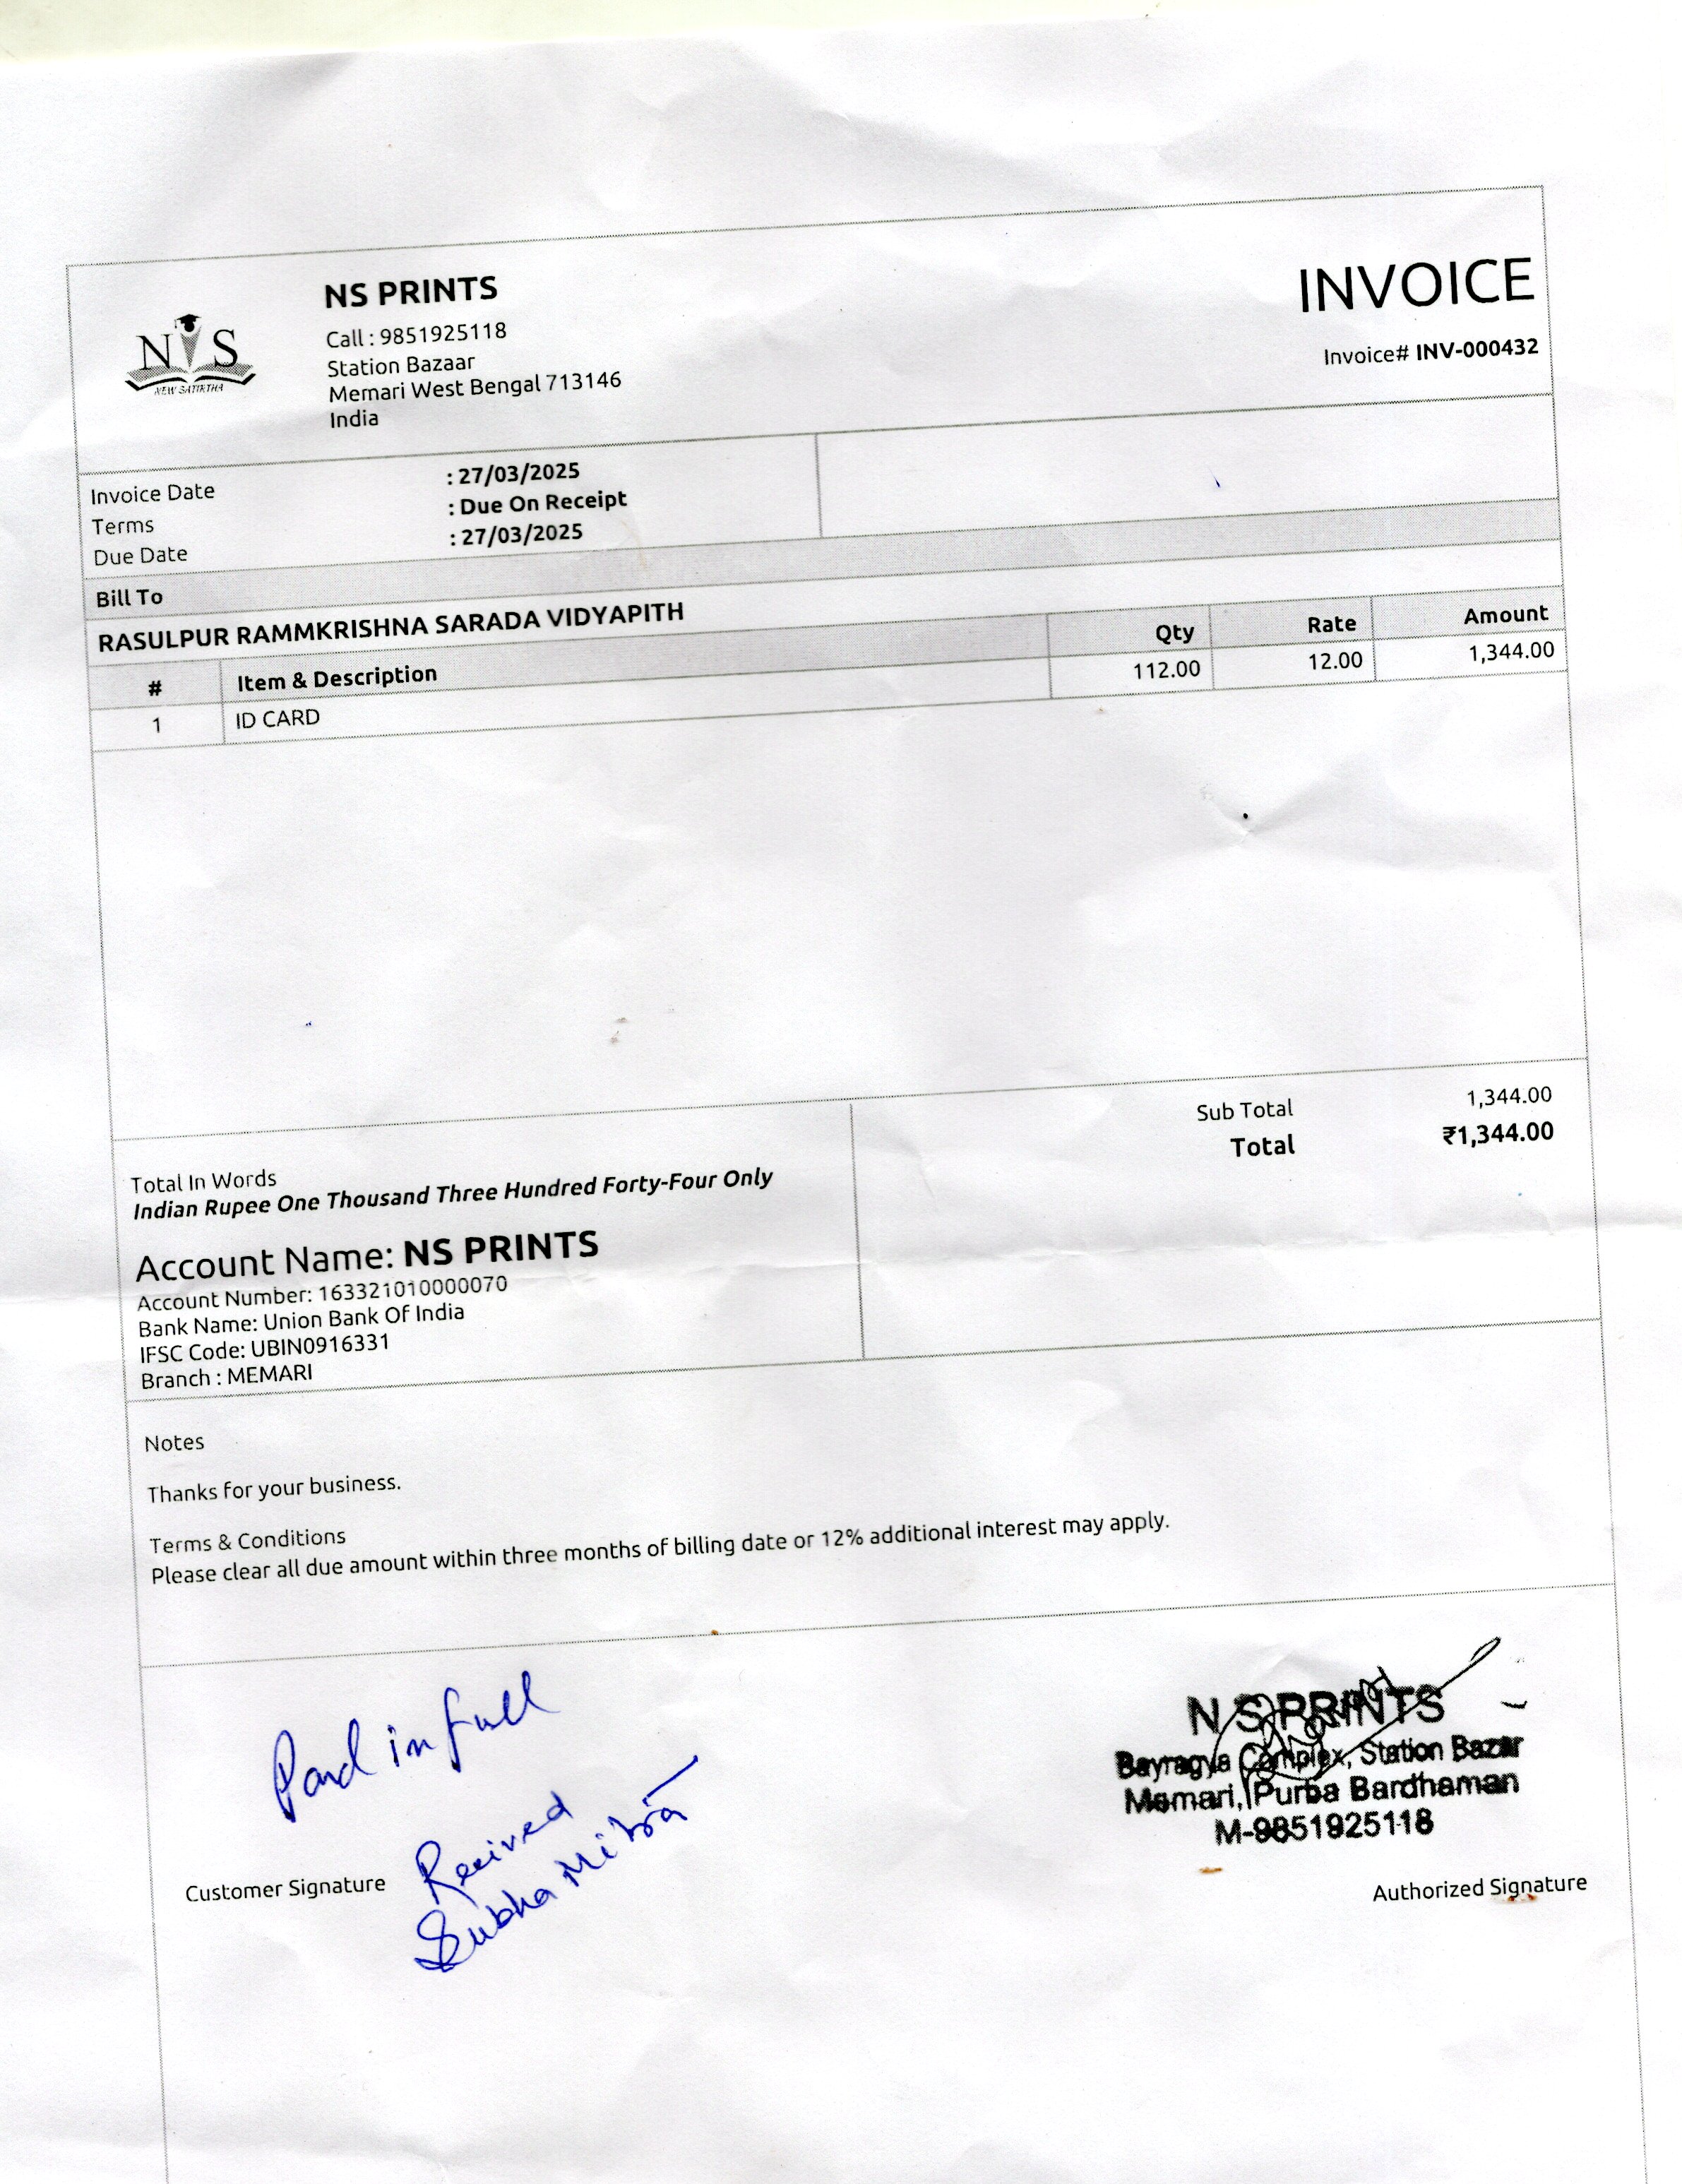 NS PRINTS
Call : 9851925118
Station Bazaar
Memari West Bengal 713146
India
N S
NEW SATIRTHA
INVOICE
Invoice# INV-000432
Invoice Date : 27/03/2025
Terms : Due On Receipt
Due Date : 27/03/2025
Bill To
RASULPUR RAMMKRISHNA SARADA VIDYAPITH
# Item & Description Qty Rate Amount
1 ID CARD 112.00 12.00 1,344.00
Sub Total 1,344.00
Total ₹1,344.00
Total In Words
Indian Rupee One Thousand Three Hundred Forty-Four Only
Account Name: NS PRINTS
Account Number: 163321010000070
Bank Name: Union Bank Of India
IFSC Code: UBIN0916331
Branch : MEMARI
Notes
Thanks for your business.
Terms & Conditions
Please clear all due amount within three months of billing date or 12% additional interest may apply.
Paid in full
Received
Subha Mitra
Customer Signature
N S PRINTS
Bayragya Complex, Station Bazar
Memari, Purba Bardhaman
M-9851925118
Authorized Signature